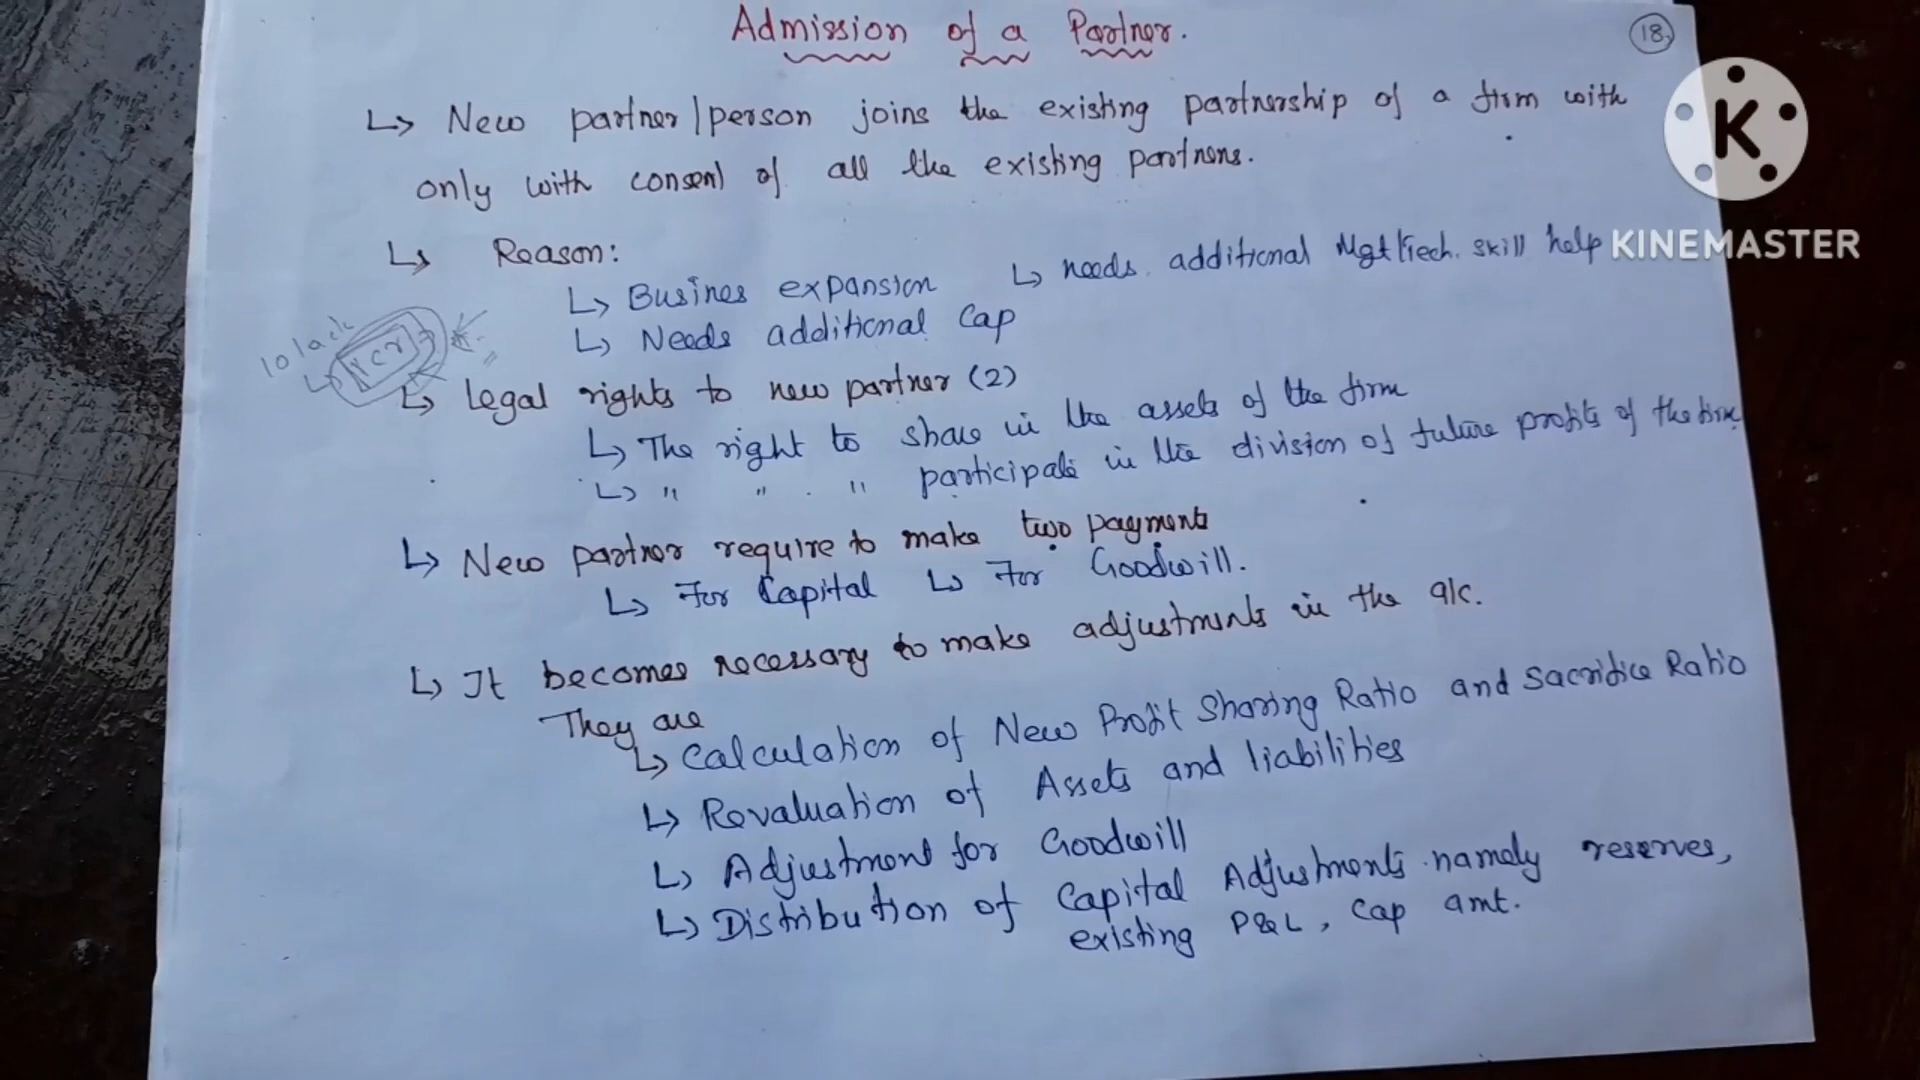 Admission of a Partner.
18.
↳ New partner/person joins the existing partnership of a firm with
only with consent of all the existing partners.
↳ Reason:
↳ Busines expansion ↳ needs additional Mgt/Tech. skill help
↳ Needs additional Cap
10 lack
1 cr
↳ Legal rights to new partner (2)
↳ The right to share in the assets of the firm
↳ " " " participate in the division of future profits of the firm
↳ New partner require to make two payments
↳ For Capital ↳ For Goodwill.
↳ It becomes necessary to make adjustments in the a/c.
They are
↳ Calculation of New Profit Sharing Ratio and Sacrifice Ratio
↳ Revaluation of Assets and liabilities
↳ Adjustment for Goodwill
↳ Distribution of Capital Adjustments namely reserves,
existing P&L, Cap amt.
K
KINEMASTER